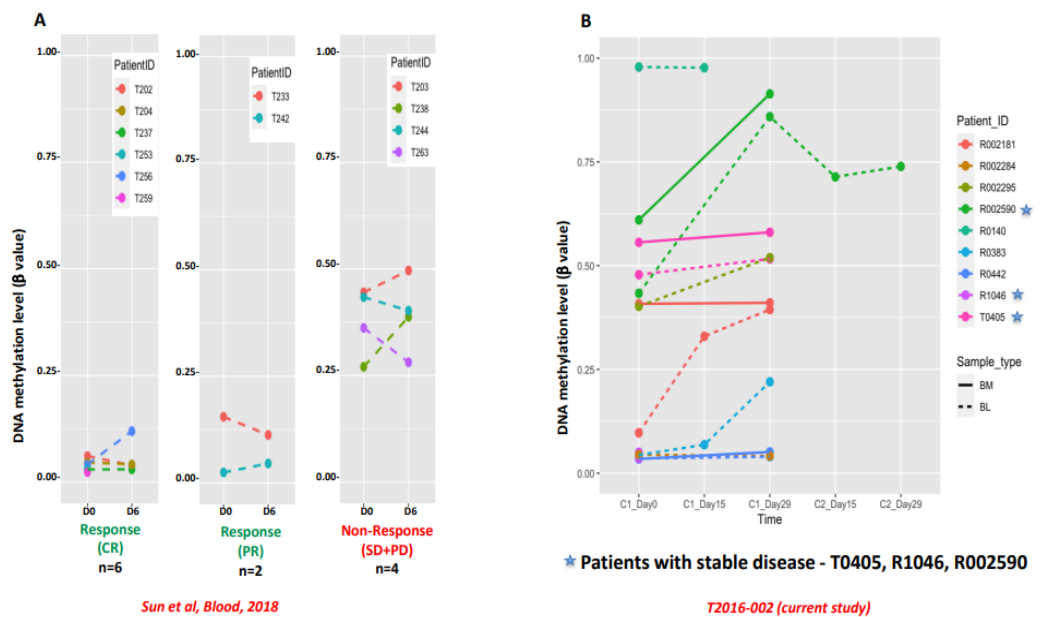 A
B
DNA methylation level (β value)
1.00
0.75
0.50
0.25
0.00
PatientID
T202
T204
T237
T253
T256
T259
D0 D6
Response
(CR)
n=6
1.00
0.75
0.50
0.25
0.00
PatientID
T233
T242
D0 D6
Response
(PR)
n=2
1.00
0.75
0.50
0.25
0.00
PatientID
T203
T238
T244
T263
D0 D6
Non-Response
(SD+PD)
n=4
Sun et al, Blood, 2018
DNA methylation level (β value)
1.00
0.75
0.50
0.25
0.00
C1_Day0 C1_Day15 C1_Day29 C2_Day15 C2_Day29
Time
Patient_ID
R002181
R002284
R002295
R002590
R0140
R0383
R0442
R1046
T0405
Sample_type
BM
BL
Patients with stable disease - T0405, R1046, R002590
T2016-002 (current study)